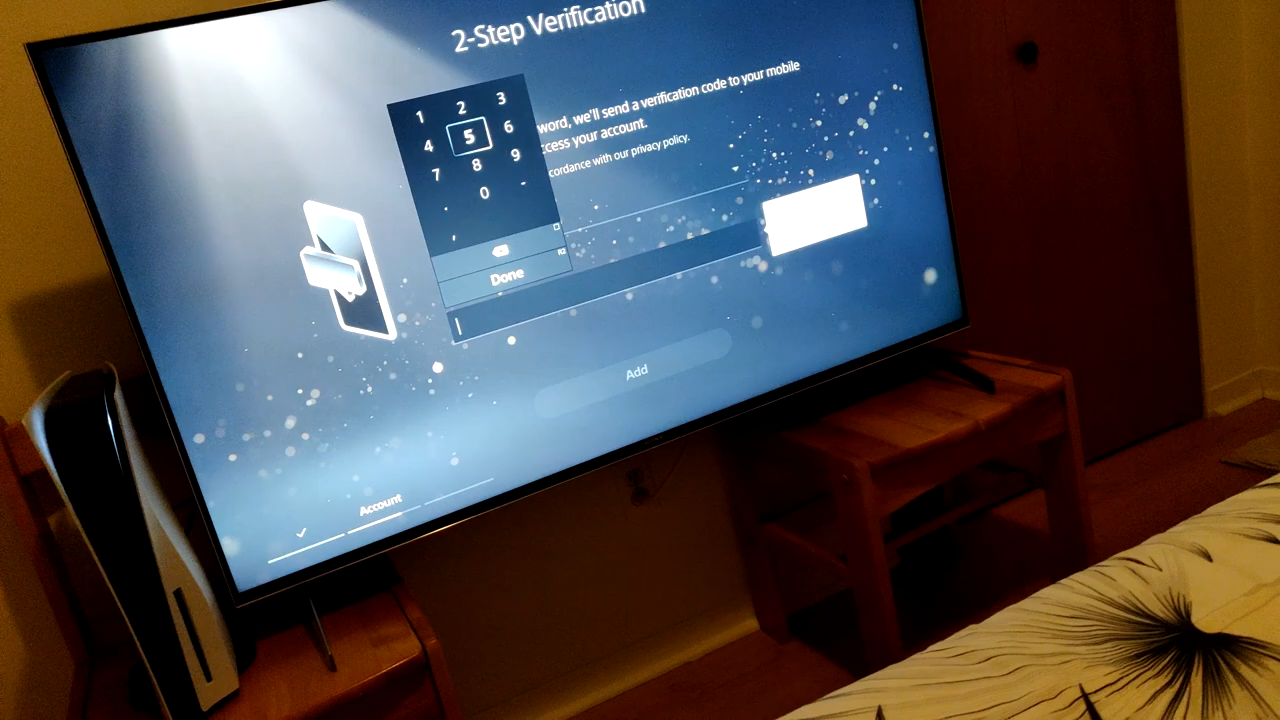 2-Step Verification
word, we'll send a verification code to your mobile
ccess your account.
cordance with our privacy policy.
1 2 3
4 5 6
7 8 9
. 0 -
,
Done
Add
Account